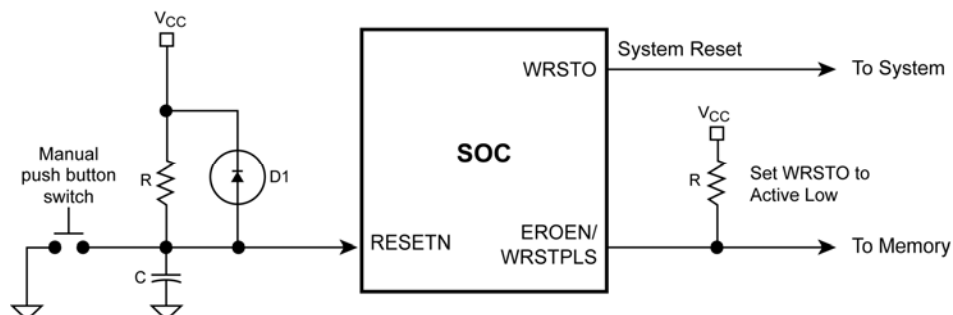 VCC
Manual
push button
switch
R
D1
C
RESETN
SOC
WRSTO
EROEN/
WRSTPLS
System Reset
To System
VCC
R
Set WRSTO to
Active Low
To Memory